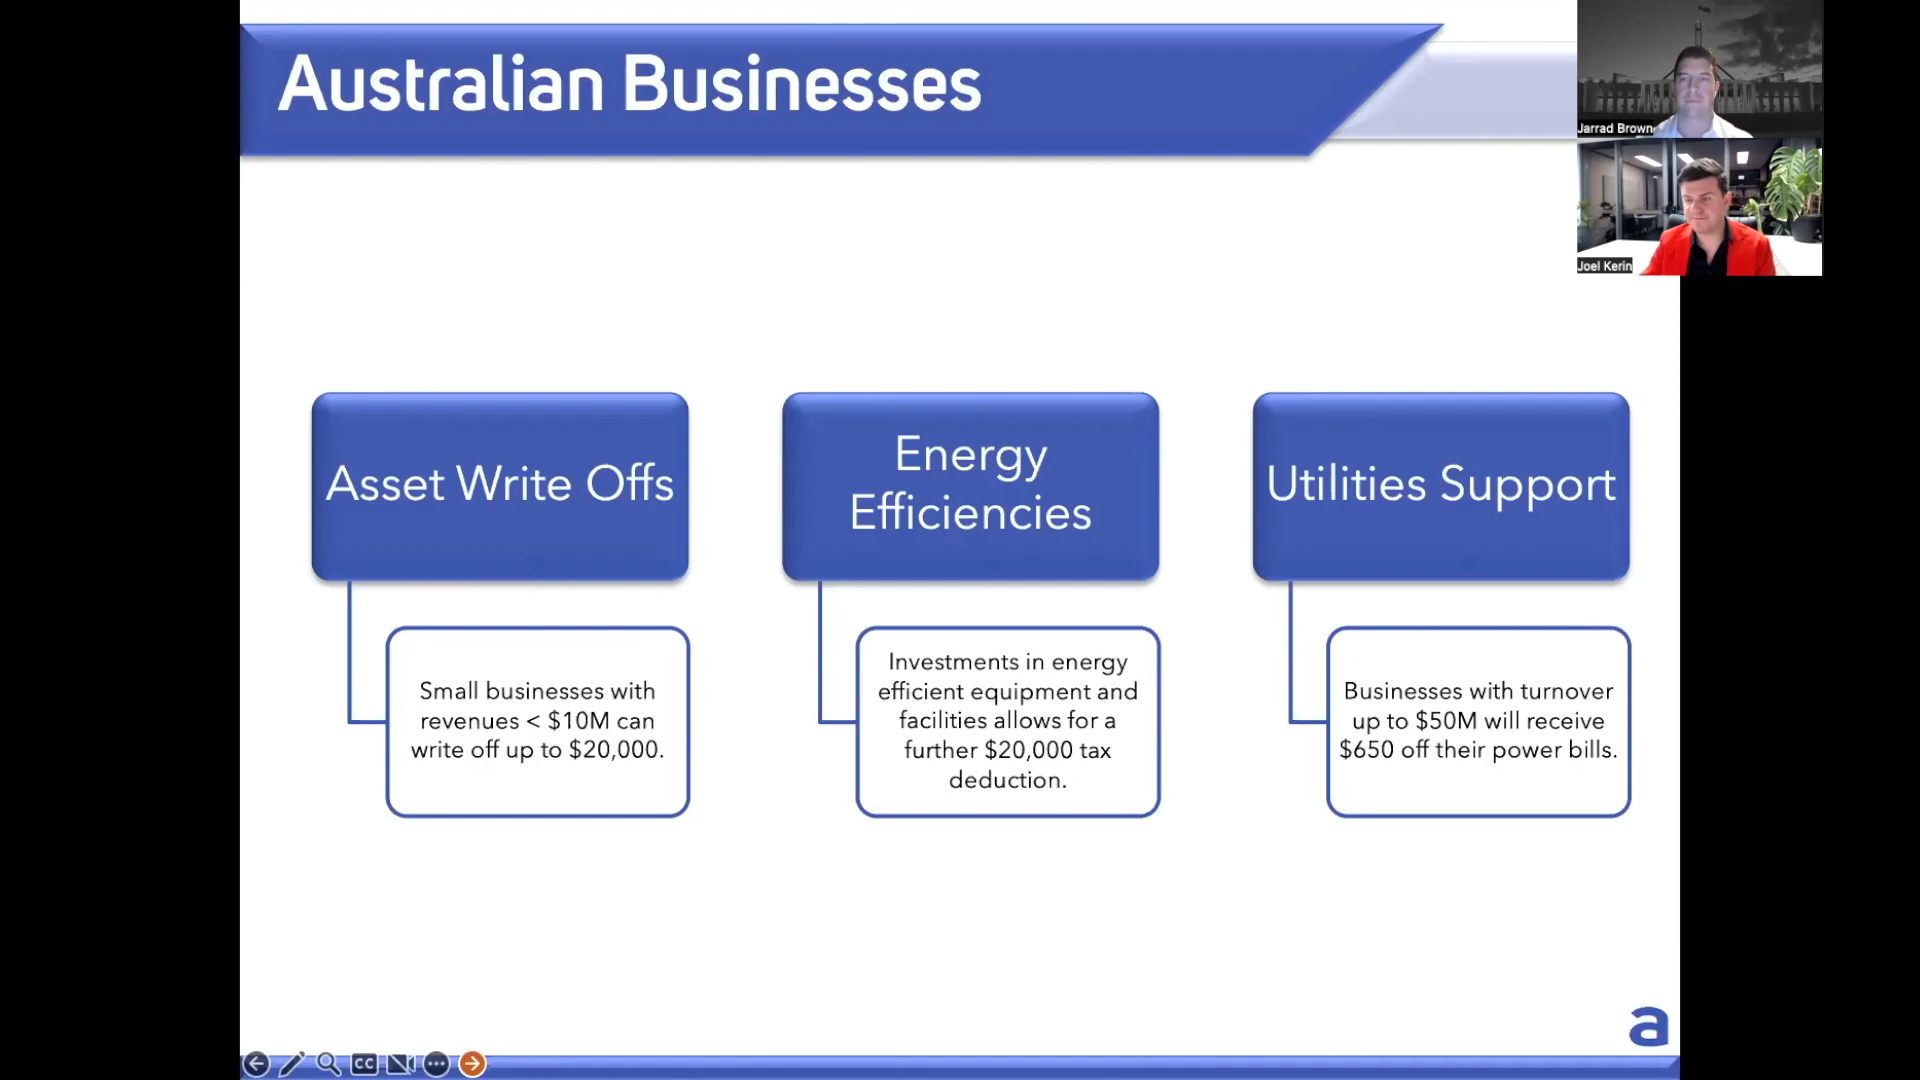 Australian Businesses
Jarrad Brown
Joel Kerin
Asset Write Offs
Energy
Efficiencies
Utilities Support
Small businesses with
revenues < $10M can
write off up to $20,000.
Investments in energy
efficient equipment and
facilities allows for a
further $20,000 tax
deduction.
Businesses with turnover
up to $50M will receive
$650 off their power bills.
a
CC